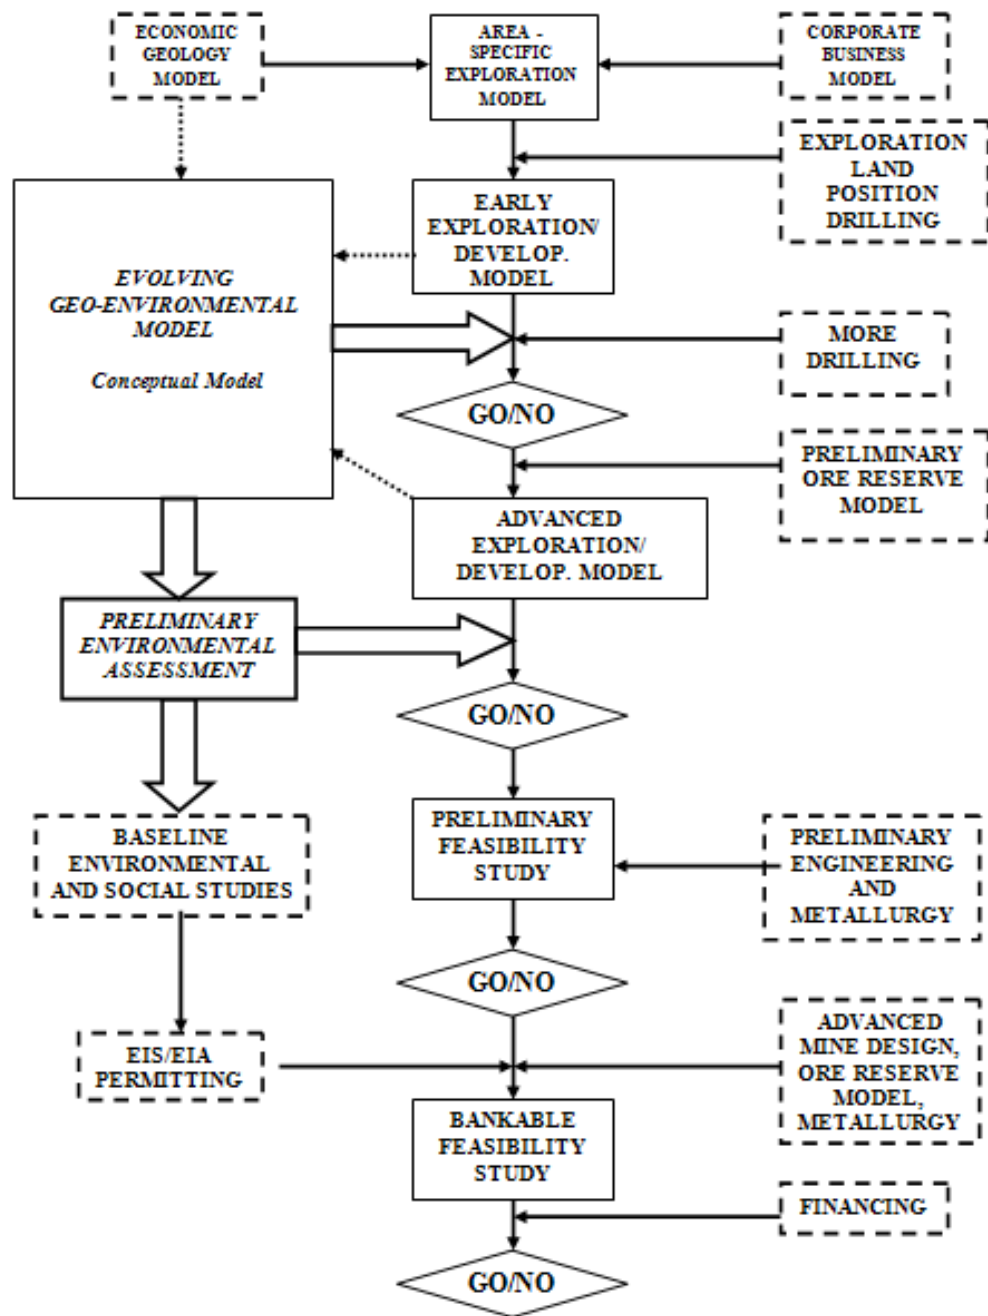 ECONOMIC
GEOLOGY
MODEL
AREA -
SPECIFIC
EXPLORATION
MODEL
CORPORATE
BUSINESS
MODEL
EXPLORATION
LAND
POSITION
DRILLING
EARLY
EXPLORATION/
DEVELOP.
MODEL
EVOLVING
GEO-ENVIRONMENTAL
MODEL
Conceptual Model
MORE
DRILLING
GO/NO
PRELIMINARY
ORE RESERVE
MODEL
ADVANCED
EXPLORATION/
DEVELOP. MODEL
PRELIMINARY
ENVIRONMENTAL
ASSESSMENT
GO/NO
BASELINE
ENVIRONMENTAL
AND SOCIAL STUDIES
PRELIMINARY
FEASIBILITY
STUDY
PRELIMINARY
ENGINEERING
AND
METALLURGY
GO/NO
EIS/EIA
PERMITTING
ADVANCED
MINE DESIGN,
ORE RESERVE
MODEL,
METALLURGY
BANKABLE
FEASIBILITY
STUDY
FINANCING
GO/NO